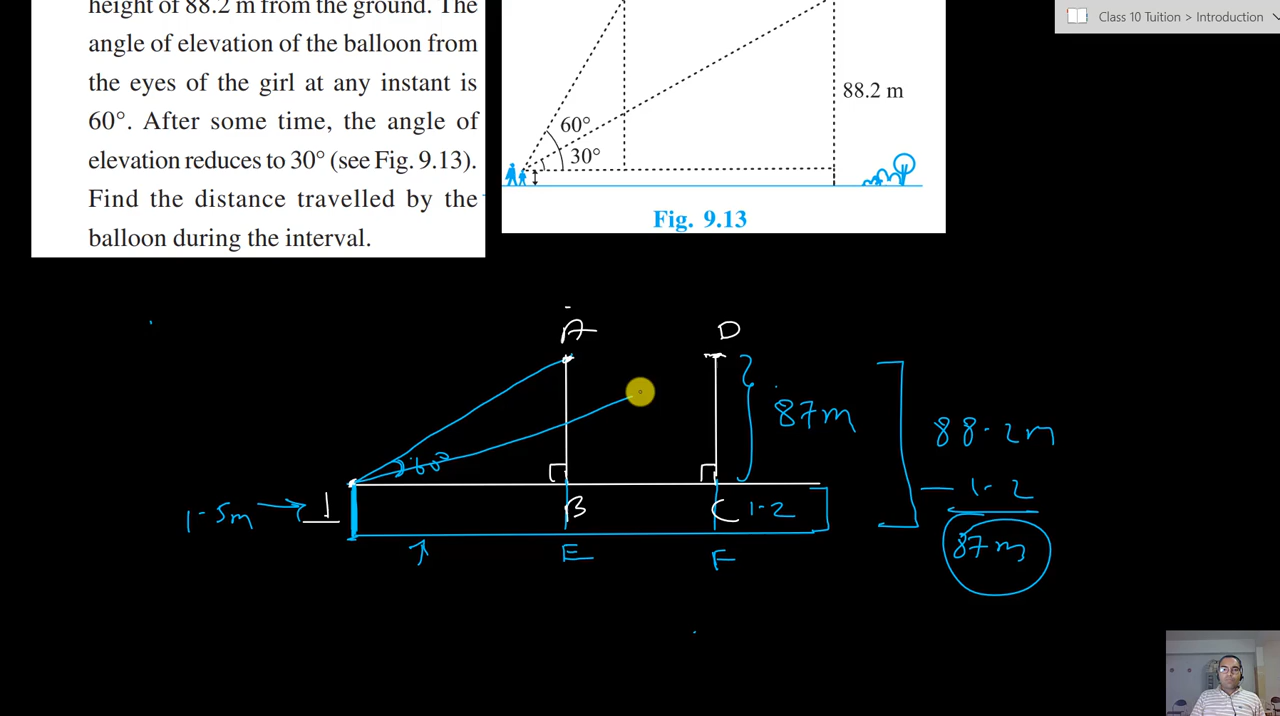 height of 88.2 m from the ground. The
angle of elevation of the balloon from
the eyes of the girl at any instant is
60°. After some time, the angle of
elevation reduces to 30° (see Fig. 9.13).
Find the distance travelled by the
balloon during the interval.
60°
30°
88.2 m
Fig. 9.13
Class 10 Tuition > Introduction
A
D
60°
87m
88.2m
- 1.2
87m
1.5m
B
C
1.2
E
F